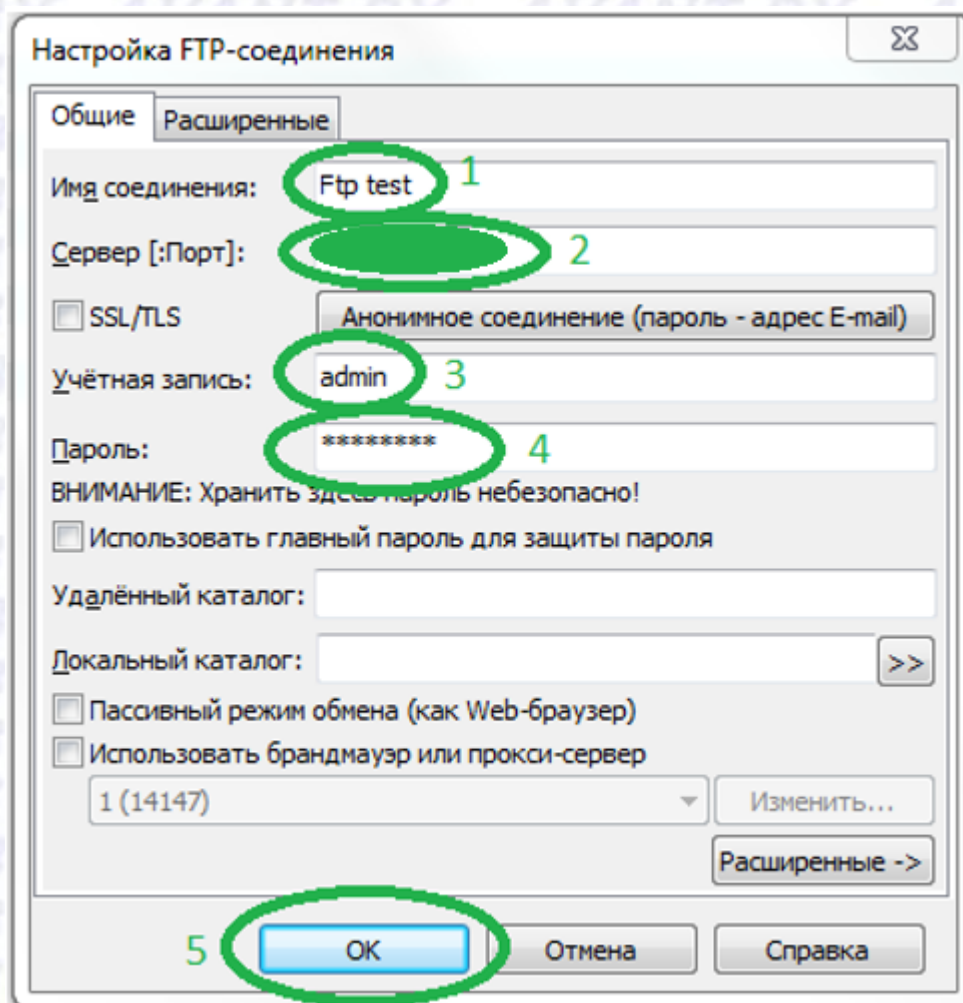 Настройка FTP-соединения
Общие Расширенные
Имя соединения: Ftp test 1
Сервер [:Порт]: 2
SSL/TLS Анонимное соединение (пароль - адрес E-mail)
Учётная запись: admin 3
Пароль: ******** 4
ВНИМАНИЕ: Хранить здесь пароль небезопасно!
Использовать главный пароль для защиты пароля
Удалённый каталог:
Локальный каталог: >>
Пассивный режим обмена (как Web-браузер)
Использовать брандмауэр или прокси-сервер
1 (14147) Изменить...
Расширенные ->
5 OK Отмена Справка